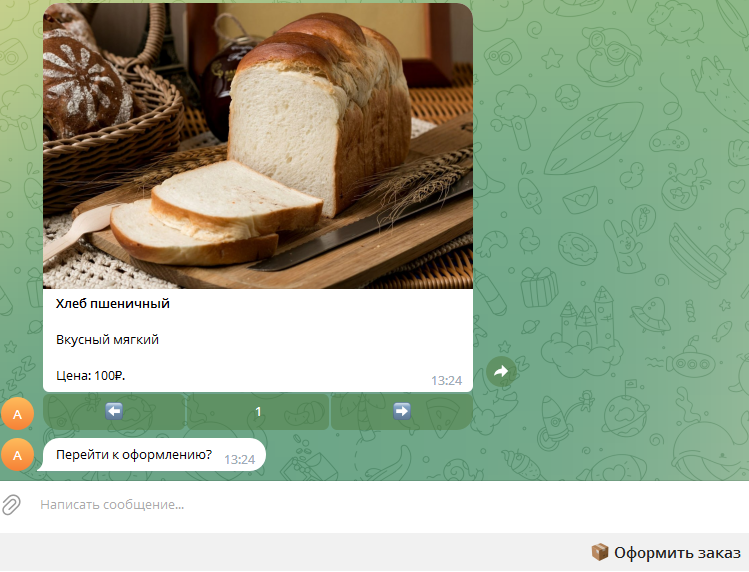 Хлеб пшеничный
Вкусный мягкий
Цена: 100₽.
13:24
1
А
А
Перейти к оформлению?
13:24
Написать сообщение...
Оформить заказ